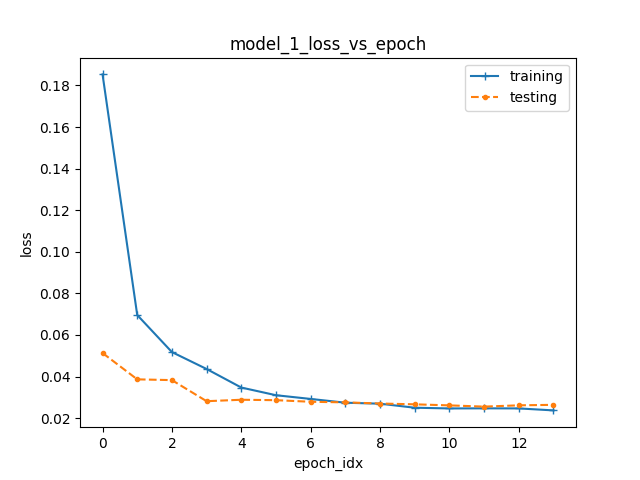 model_1_loss_vs_epoch
training
testing
0.18
0.16
0.14
0.12
0.10
0.08
0.06
0.04
0.02
loss
0 2 4 6 8 10 12
epoch_idx